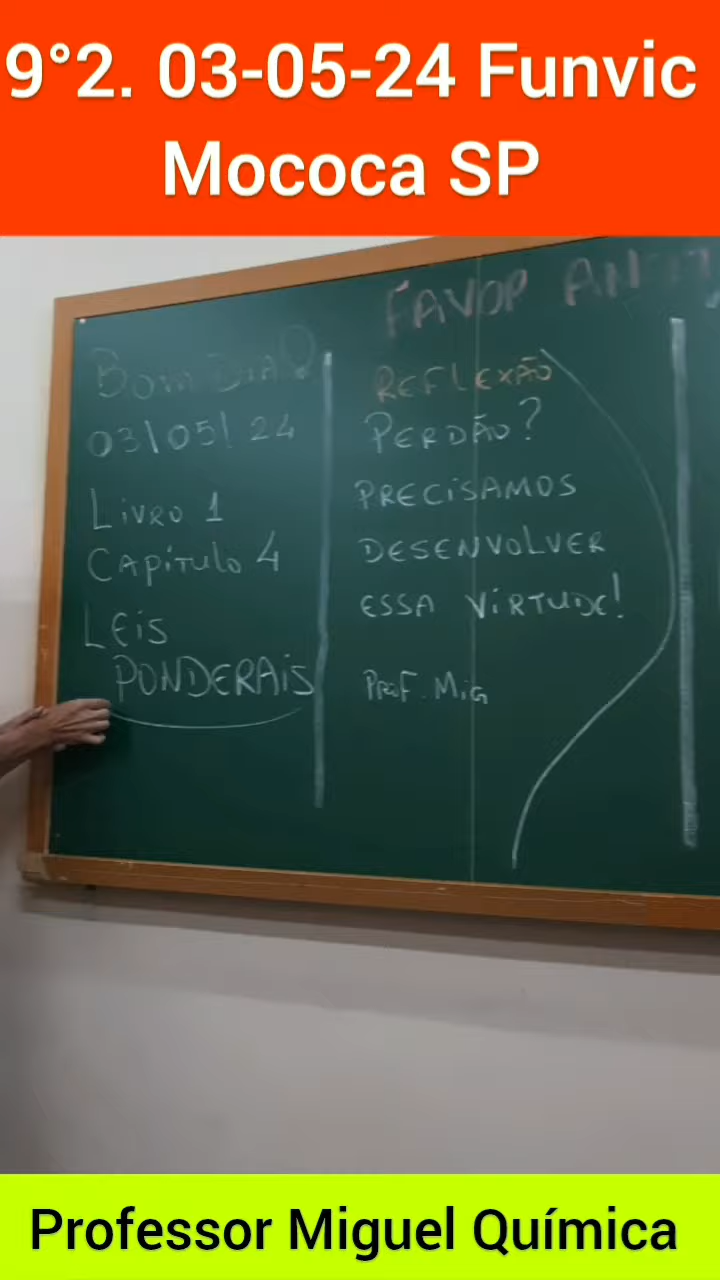 9°2. 03-05-24 Funvic
Mococa SP
FAVOR
Bom Dia
03/05/24
Livro 1
Capítulo 4
Leis
PONDERAiS
REFLEXÃO
PERDÃO?
PRECiSAMOS
DESENVOLVER
ESSA ViRTUDE!
Prof. Mig
Professor Miguel Química